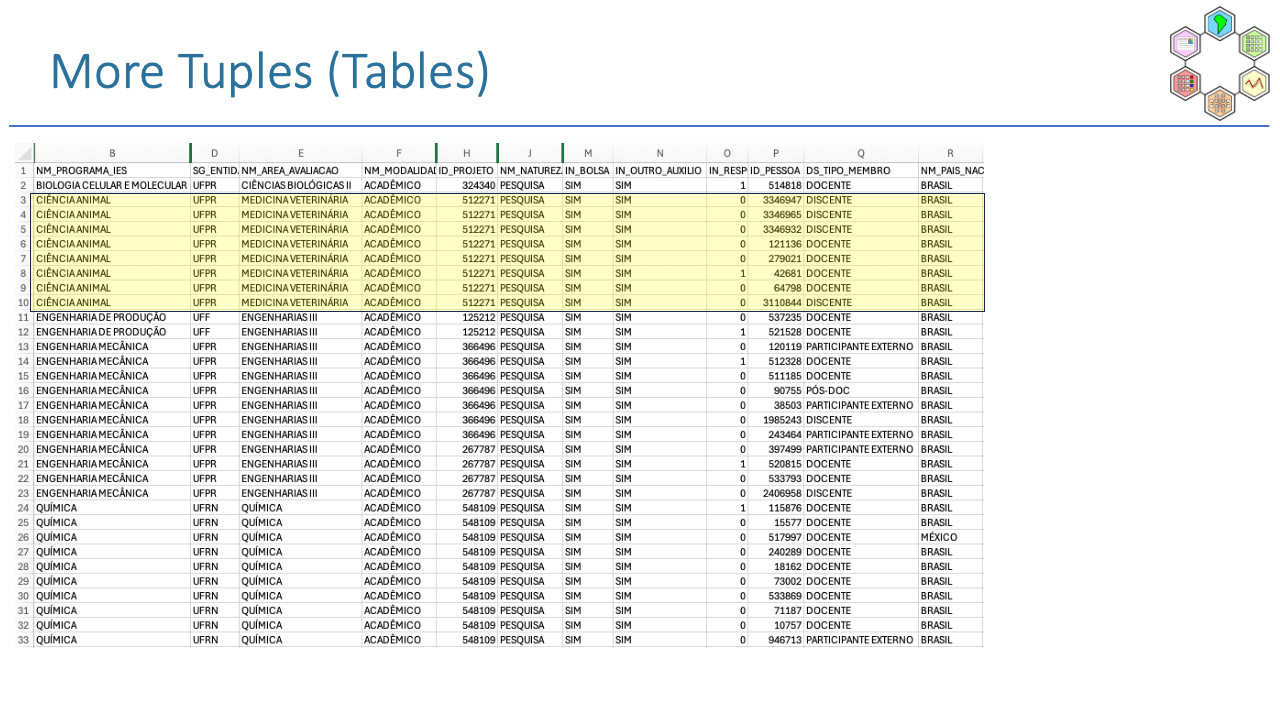 More Tuples (Tables)
B D E F H J M N O P Q R
1 NM_PROGRAMA_IES SG_ENTID. NM_AREA_AVALIACAO NM_MODALIDAI ID_PROJETO NM_NATUREZ. IN_BOLSA IN_OUTRO_AUXILIO IN_RESP ID_PESSOA DS_TIPO_MEMBRO NM_PAIS_NAC
2 BIOLOGIA CELULAR E MOLECULAR UFPR CIÊNCIAS BIOLÓGICAS II ACADÊMICO 324340 PESQUISA SIM SIM 1 514818 DOCENTE BRASIL
3 CIÊNCIA ANIMAL UFPR MEDICINA VETERINÁRIA ACADÊMICO 512271 PESQUISA SIM SIM 0 3346947 DISCENTE BRASIL
4 CIÊNCIA ANIMAL UFPR MEDICINA VETERINÁRIA ACADÊMICO 512271 PESQUISA SIM SIM 0 3346965 DISCENTE BRASIL
5 CIÊNCIA ANIMAL UFPR MEDICINA VETERINÁRIA ACADÊMICO 512271 PESQUISA SIM SIM 0 3346932 DISCENTE BRASIL
6 CIÊNCIA ANIMAL UFPR MEDICINA VETERINÁRIA ACADÊMICO 512271 PESQUISA SIM SIM 0 121136 DOCENTE BRASIL
7 CIÊNCIA ANIMAL UFPR MEDICINA VETERINÁRIA ACADÊMICO 512271 PESQUISA SIM SIM 0 279021 DOCENTE BRASIL
8 CIÊNCIA ANIMAL UFPR MEDICINA VETERINÁRIA ACADÊMICO 512271 PESQUISA SIM SIM 1 42681 DOCENTE BRASIL
9 CIÊNCIA ANIMAL UFPR MEDICINA VETERINÁRIA ACADÊMICO 512271 PESQUISA SIM SIM 0 64798 DOCENTE BRASIL
10 CIÊNCIA ANIMAL UFPR MEDICINA VETERINÁRIA ACADÊMICO 512271 PESQUISA SIM SIM 0 3110844 DISCENTE BRASIL
11 ENGENHARIA DE PRODUÇÃO UFF ENGENHARIAS III ACADÊMICO 125212 PESQUISA SIM SIM 0 537235 DOCENTE BRASIL
12 ENGENHARIA DE PRODUÇÃO UFF ENGENHARIAS III ACADÊMICO 125212 PESQUISA SIM SIM 1 521528 DOCENTE BRASIL
13 ENGENHARIA MECÂNICA UFPR ENGENHARIAS III ACADÊMICO 366496 PESQUISA SIM SIM 0 120119 PARTICIPANTE EXTERNO BRASIL
14 ENGENHARIA MECÂNICA UFPR ENGENHARIAS III ACADÊMICO 366496 PESQUISA SIM SIM 1 512328 DOCENTE BRASIL
15 ENGENHARIA MECÂNICA UFPR ENGENHARIAS III ACADÊMICO 366496 PESQUISA SIM SIM 0 511185 DOCENTE BRASIL
16 ENGENHARIA MECÂNICA UFPR ENGENHARIAS III ACADÊMICO 366496 PESQUISA SIM SIM 0 90755 PÓS-DOC BRASIL
17 ENGENHARIA MECÂNICA UFPR ENGENHARIAS III ACADÊMICO 366496 PESQUISA SIM SIM 0 38503 PARTICIPANTE EXTERNO BRASIL
18 ENGENHARIA MECÂNICA UFPR ENGENHARIAS III ACADÊMICO 366496 PESQUISA SIM SIM 0 1985243 DISCENTE BRASIL
19 ENGENHARIA MECÂNICA UFPR ENGENHARIAS III ACADÊMICO 366496 PESQUISA SIM SIM 0 243464 PARTICIPANTE EXTERNO BRASIL
20 ENGENHARIA MECÂNICA UFPR ENGENHARIAS III ACADÊMICO 267787 PESQUISA SIM SIM 0 397499 PARTICIPANTE EXTERNO BRASIL
21 ENGENHARIA MECÂNICA UFPR ENGENHARIAS III ACADÊMICO 267787 PESQUISA SIM SIM 1 520815 DOCENTE BRASIL
22 ENGENHARIA MECÂNICA UFPR ENGENHARIAS III ACADÊMICO 267787 PESQUISA SIM SIM 0 533793 DOCENTE BRASIL
23 ENGENHARIA MECÂNICA UFPR ENGENHARIAS III ACADÊMICO 267787 PESQUISA SIM SIM 0 2406958 DISCENTE BRASIL
24 QUÍMICA UFRN QUÍMICA ACADÊMICO 548109 PESQUISA SIM SIM 1 115876 DOCENTE BRASIL
25 QUÍMICA UFRN QUÍMICA ACADÊMICO 548109 PESQUISA SIM SIM 0 15577 DOCENTE BRASIL
26 QUÍMICA UFRN QUÍMICA ACADÊMICO 548109 PESQUISA SIM SIM 0 517997 DOCENTE MÉXICO
27 QUÍMICA UFRN QUÍMICA ACADÊMICO 548109 PESQUISA SIM SIM 0 240289 DOCENTE BRASIL
28 QUÍMICA UFRN QUÍMICA ACADÊMICO 548109 PESQUISA SIM SIM 0 18162 DOCENTE BRASIL
29 QUÍMICA UFRN QUÍMICA ACADÊMICO 548109 PESQUISA SIM SIM 0 73002 DOCENTE BRASIL
30 QUÍMICA UFRN QUÍMICA ACADÊMICO 548109 PESQUISA SIM SIM 0 533869 DOCENTE BRASIL
31 QUÍMICA UFRN QUÍMICA ACADÊMICO 548109 PESQUISA SIM SIM 0 71187 DOCENTE BRASIL
32 QUÍMICA UFRN QUÍMICA ACADÊMICO 548109 PESQUISA SIM SIM 0 10757 DOCENTE BRASIL
33 QUÍMICA UFRN QUÍMICA ACADÊMICO 548109 PESQUISA SIM SIM 0 946713 PARTICIPANTE EXTERNO BRASIL